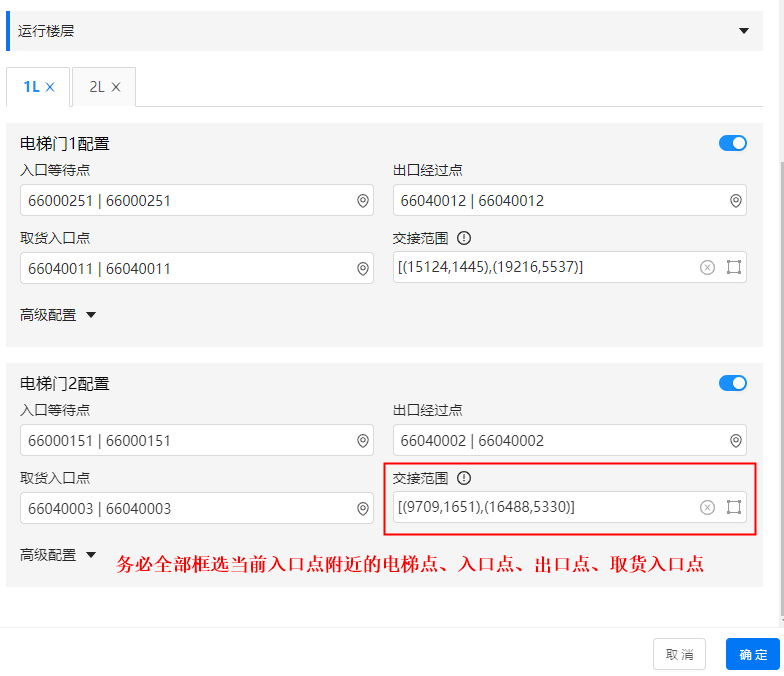 运行楼层
1L
2L
电梯门1配置
入口等待点
出口经过点
66000251 | 66000251
66040012 | 66040012
取货入口点
交接范围
66040011 | 66040011
[(15124,1445),(19216,5537)]
高级配置
电梯门2配置
入口等待点
出口经过点
66000151 | 66000151
66040002 | 66040002
取货入口点
交接范围
66040003 | 66040003
[(9709,1651),(16488,5330)]
高级配置
务必全部框选当前入口点附近的电梯点、入口点、出口点、取货入口点
取消
确定